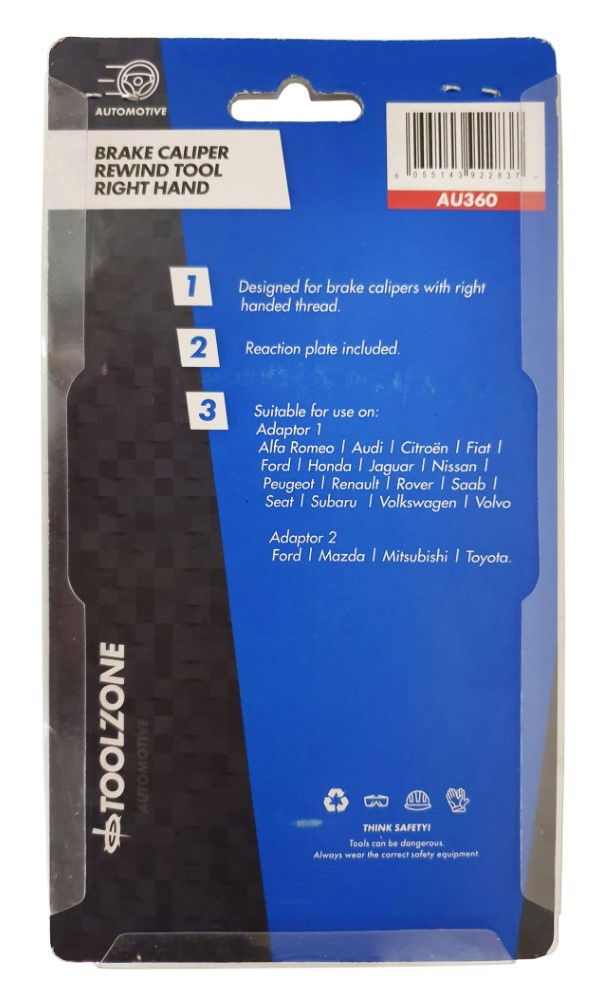 AUTOMOTIVE
BRAKE CALIPER
REWIND TOOL
RIGHT HAND
5 055143 922837 >
AU360
1 Designed for brake calipers with right
handed thread.
2 Reaction plate included.
3 Suitable for use on:
Adaptor 1
Alfa Romeo | Audi | Citroën | Fiat |
Ford | Honda | Jaguar | Nissan |
Peugeot | Renault | Rover | Saab |
Seat | Subaru | Volkswagen | Volvo
Adaptor 2
Ford | Mazda | Mitsubishi | Toyota.
TOOLZONE
AUTOMOTIVE
THINK SAFETY!
Tools can be dangerous.
Always wear the correct safety equipment.